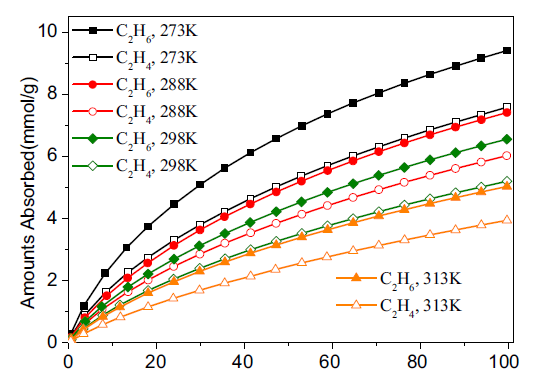 10
8
6
4
2
0
Amounts Absorbed(mmol/g)
C₂H₆, 273K
C₂H₄, 273K
C₂H₆, 288K
C₂H₄, 288K
C₂H₆, 298K
C₂H₄, 298K
C₂H₆, 313K
C₂H₄, 313K
0 20 40 60 80 100